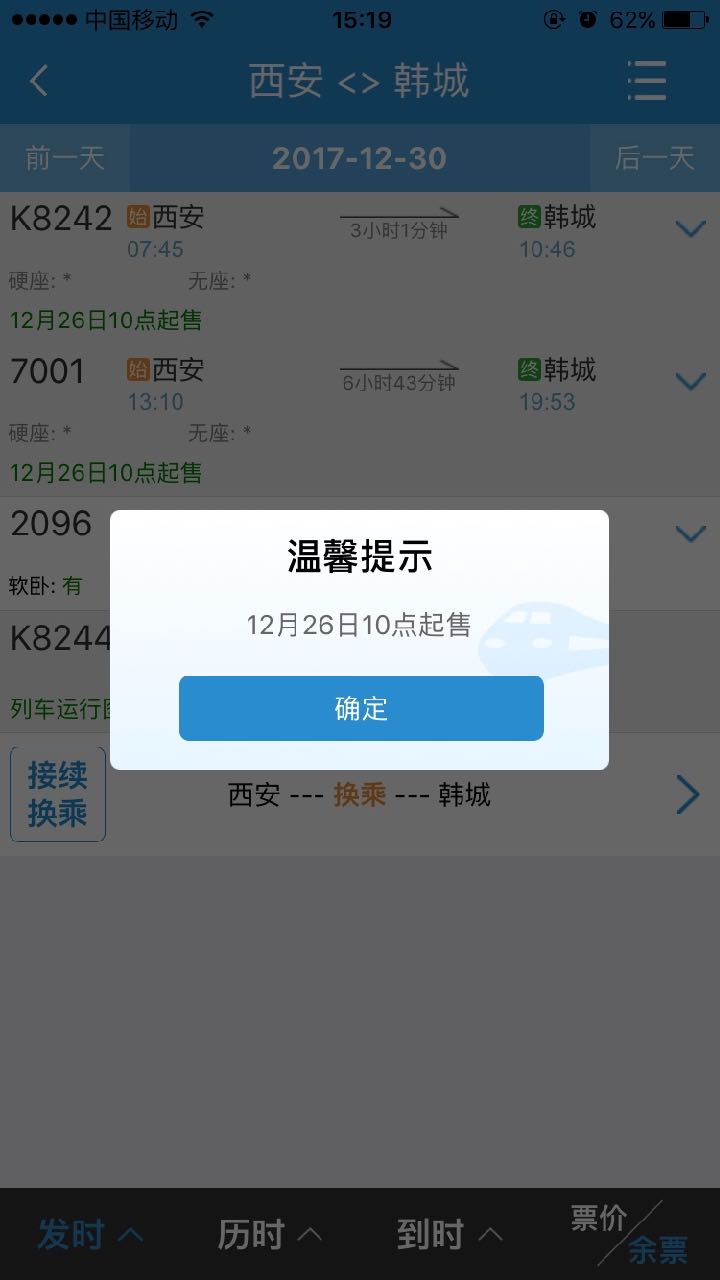 中国移动 15:19 62%
西安 <> 韩城
前一天 2017-12-30 后一天
K8242 始西安 3小时1分钟 终韩城
07:45 10:46
硬座: * 无座: *
12月26日10点起售
7001 始西安 6小时43分钟 终韩城
13:10 19:53
硬座: * 无座: *
12月26日10点起售
2096
软卧: 有
K8244
列车运行
温馨提示
12月26日10点起售
确定
接续
换乘
西安 --- 换乘 --- 韩城
发时 历时 到时 票价
余票